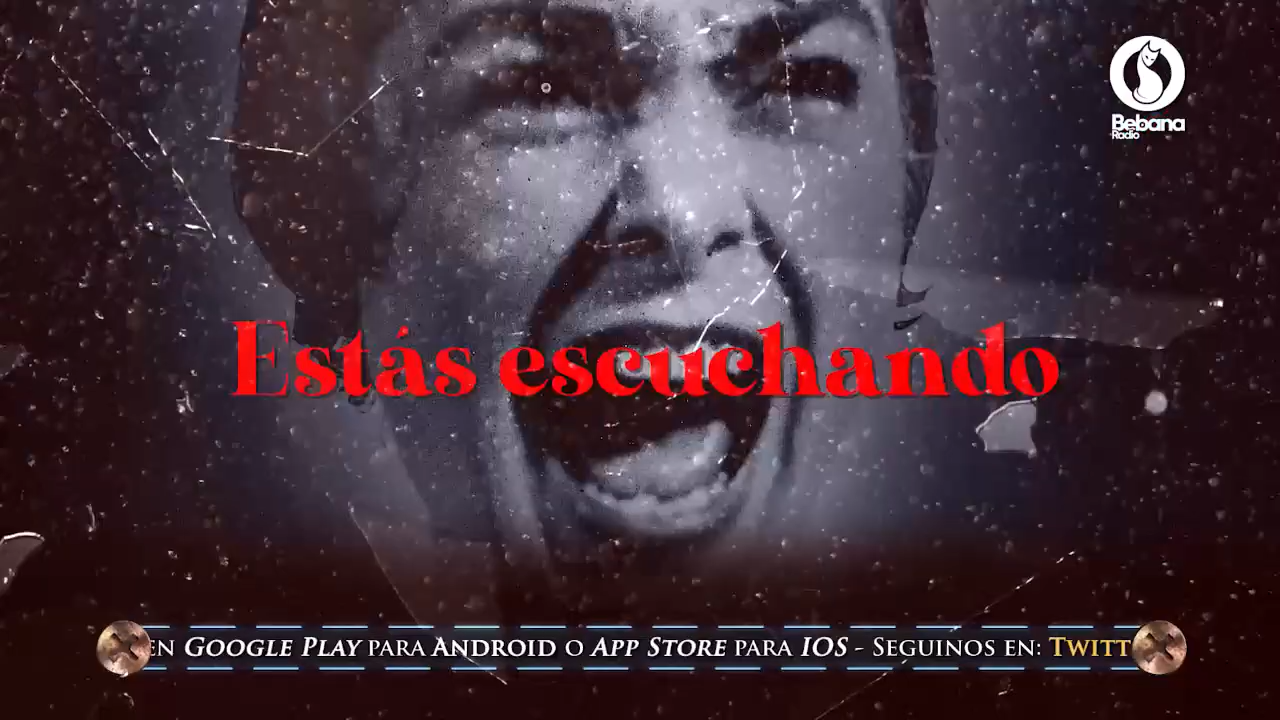 Bebana
Radio
Estás escuchando
EN GOOGLE PLAY PARA ANDROID O APP STORE PARA IOS - SEGUINOS EN: TWITT